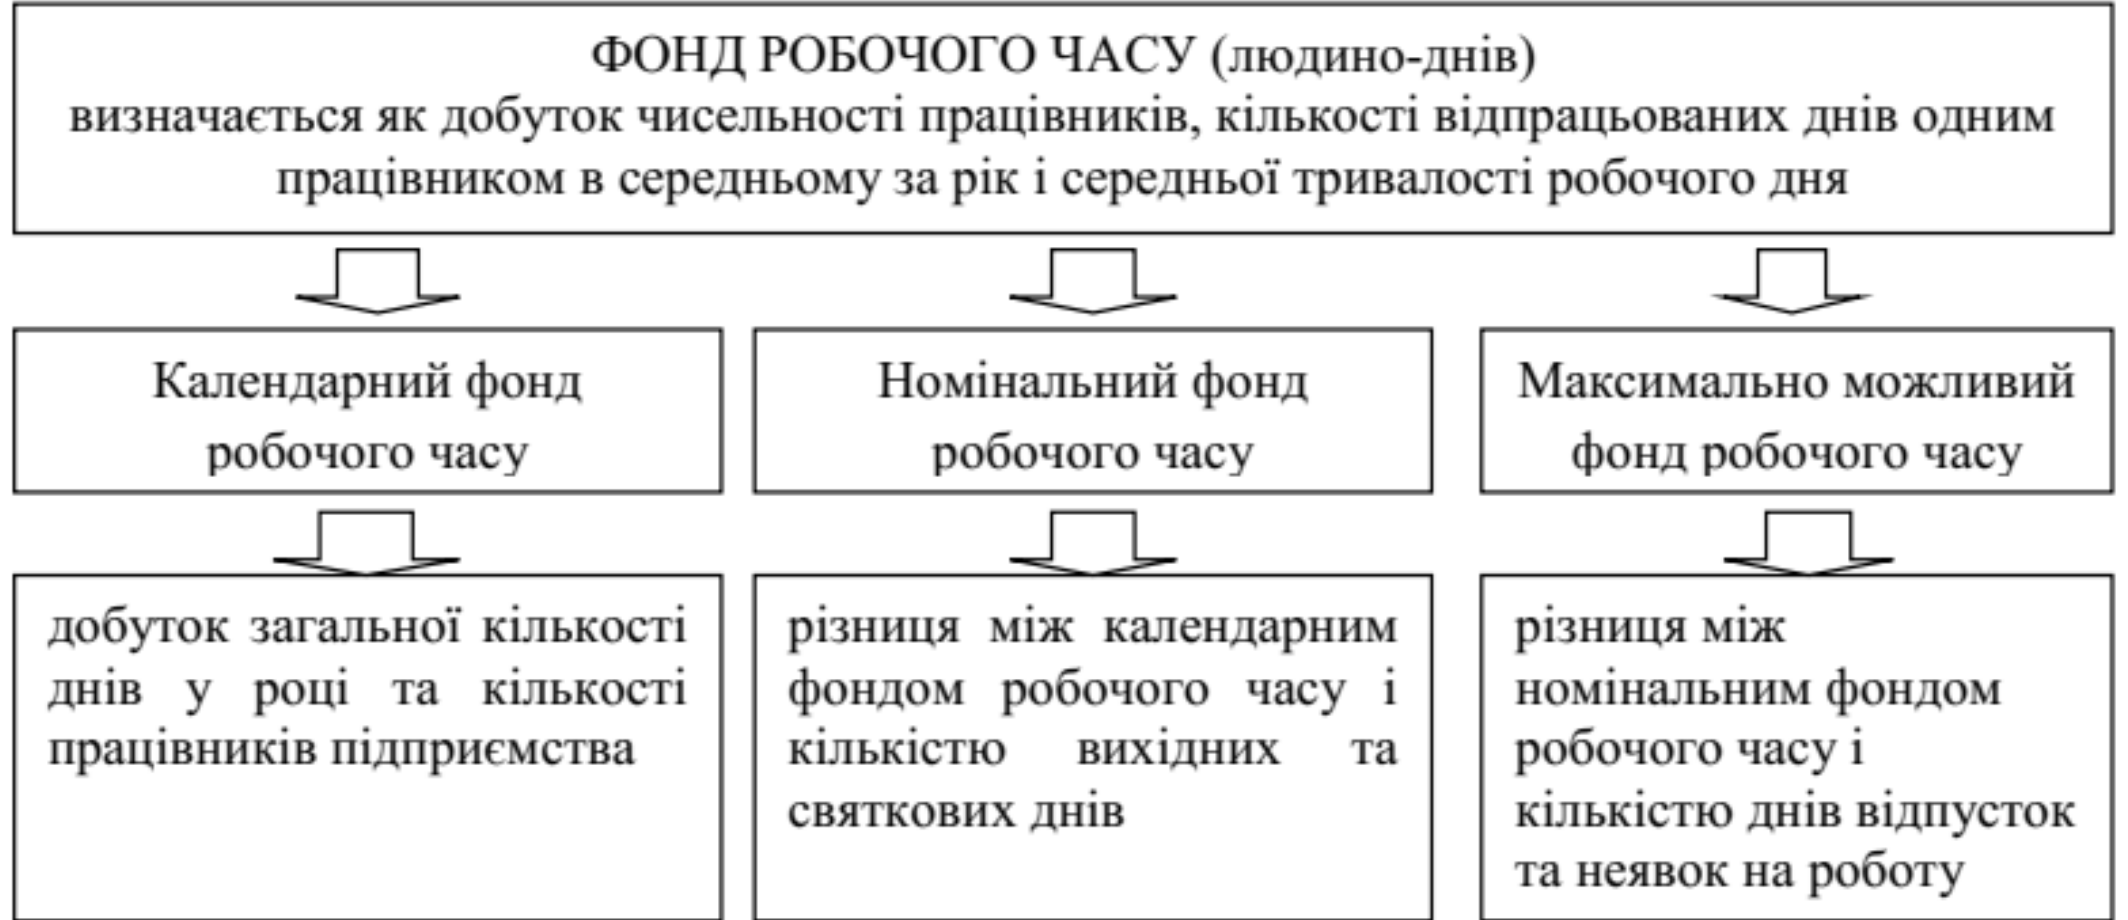 ФОНД РОБОЧОГО ЧАСУ (людино-днів)
визначається як добуток чисельності працівників, кількості відпрацьованих днів одним
працівником в середньому за рік і середньої тривалості робочого дня
Календарний фонд
робочого часу
Номінальний фонд
робочого часу
Максимально можливий
фонд робочого часу
добуток загальної кількості
днів у році та кількості
працівників підприємства
різниця між календарним
фондом робочого часу і
кількістю вихідних та
святкових днів
різниця між
номінальним фондом
робочого часу і
кількістю днів відпусток
та неявок на роботу